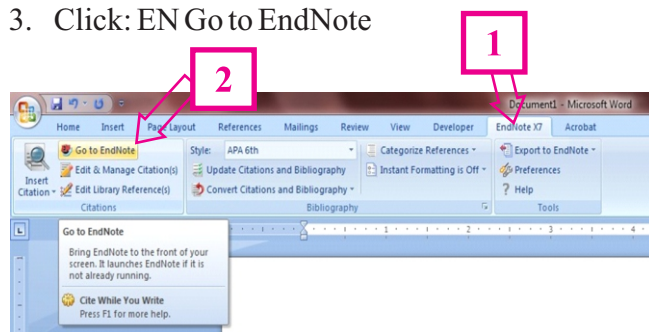 3. Click: EN Go to EndNote
1
2
Document1 - Microsoft Word
Home Insert Page Layout References Mailings Review View Developer EndNote X7 Acrobat
Go to EndNote Style: APA 6th Categorize References Export to EndNote
Edit & Manage Citation(s) Update Citations and Bibliography Instant Formatting is Off Preferences
Insert
Citation Edit Library Reference(s) Convert Citations and Bibliography ? Help
Citations Bibliography Tools
L 1 2 3 4
Go to EndNote
Bring EndNote to the front of your
screen. It launches EndNote if it is
not already running.
Cite While You Write
Press F1 for more help.